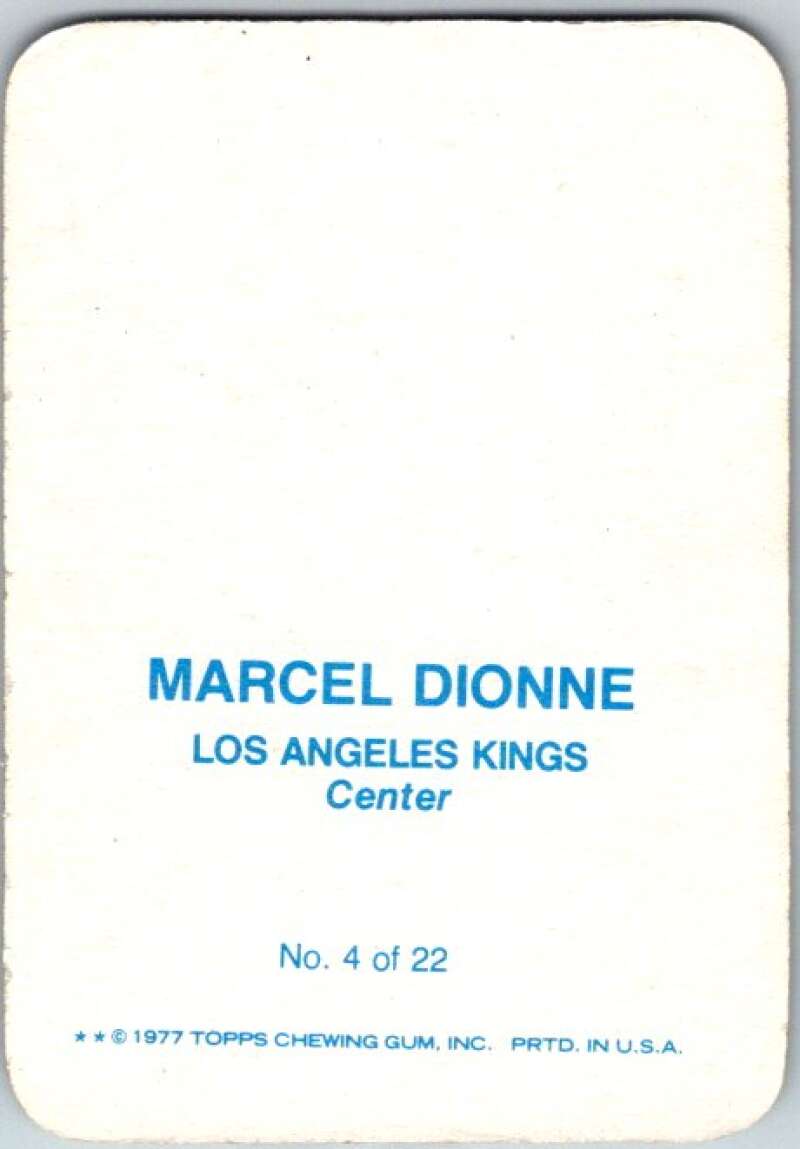 MARCEL DIONNE
LOS ANGELES KINGS
Center
No. 4 of 22
★ ★ © 1977 TOPPS CHEWING GUM, INC. PRTD. IN U.S.A.